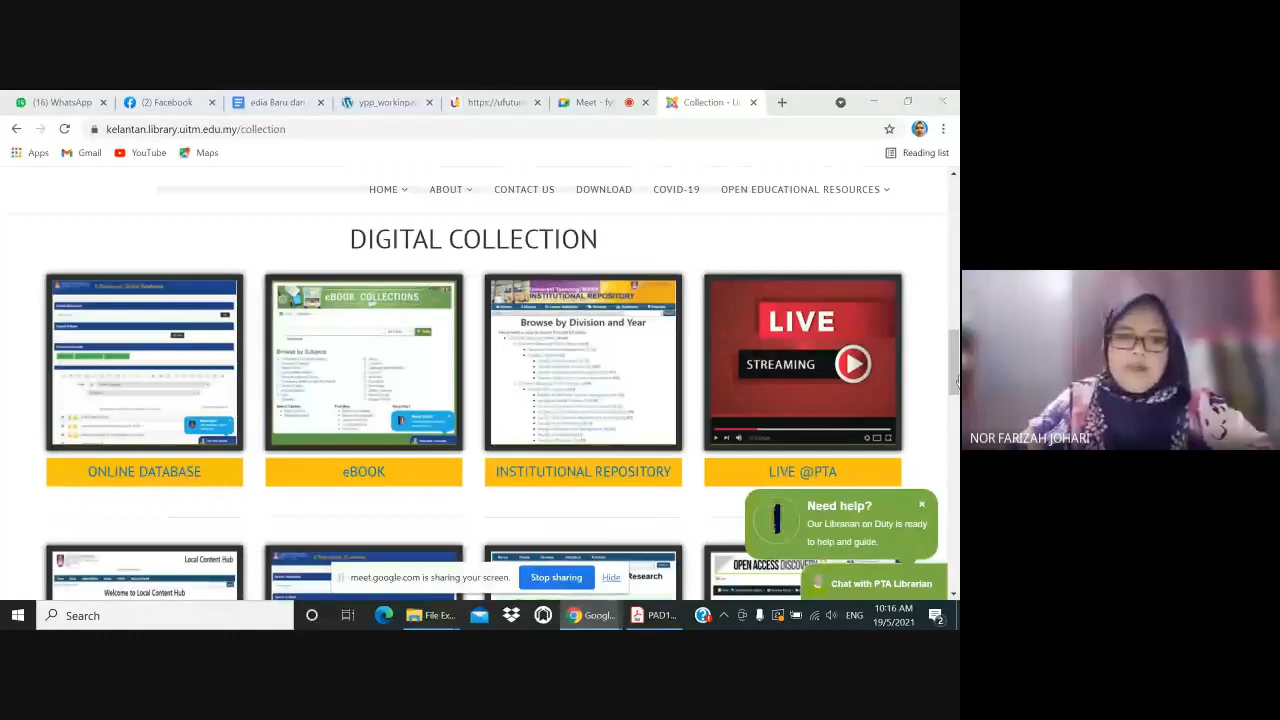 (16) WhatsApp
(2) Facebook
edia Baru dan
ypp_workinpa
https://ufutur
Meet - fy
Collection - U
kelantan.library.uitm.edu.my/collection
Apps
Gmail
YouTube
Maps
Reading list
HOME
ABOUT
CONTACT US
DOWNLOAD
COVID-19
OPEN EDUCATIONAL RESOURCES
DIGITAL COLLECTION
eBOOK COLLECTIONS
Browse by Subject
INSTITUTIONAL REPOSITORY
Browse by Division and Year
LIVE
STREAMING
ONLINE DATABASE
eBOOK
INSTITUTIONAL REPOSITORY
LIVE @PTA
Need help?
Our Librarian on Duty is ready
to help and guide.
Chat with PTA Librarian
Local Content Hub
Welcome to Local Content Hub
Research
OPEN ACCESS DISCOV
meet.google.com is sharing your screen.
Stop sharing
Hide
NOR FARIZAH JOHARI
Search
File Ex...
Googl...
PAD1...
ENG
10:16 AM
19/5/2021
2